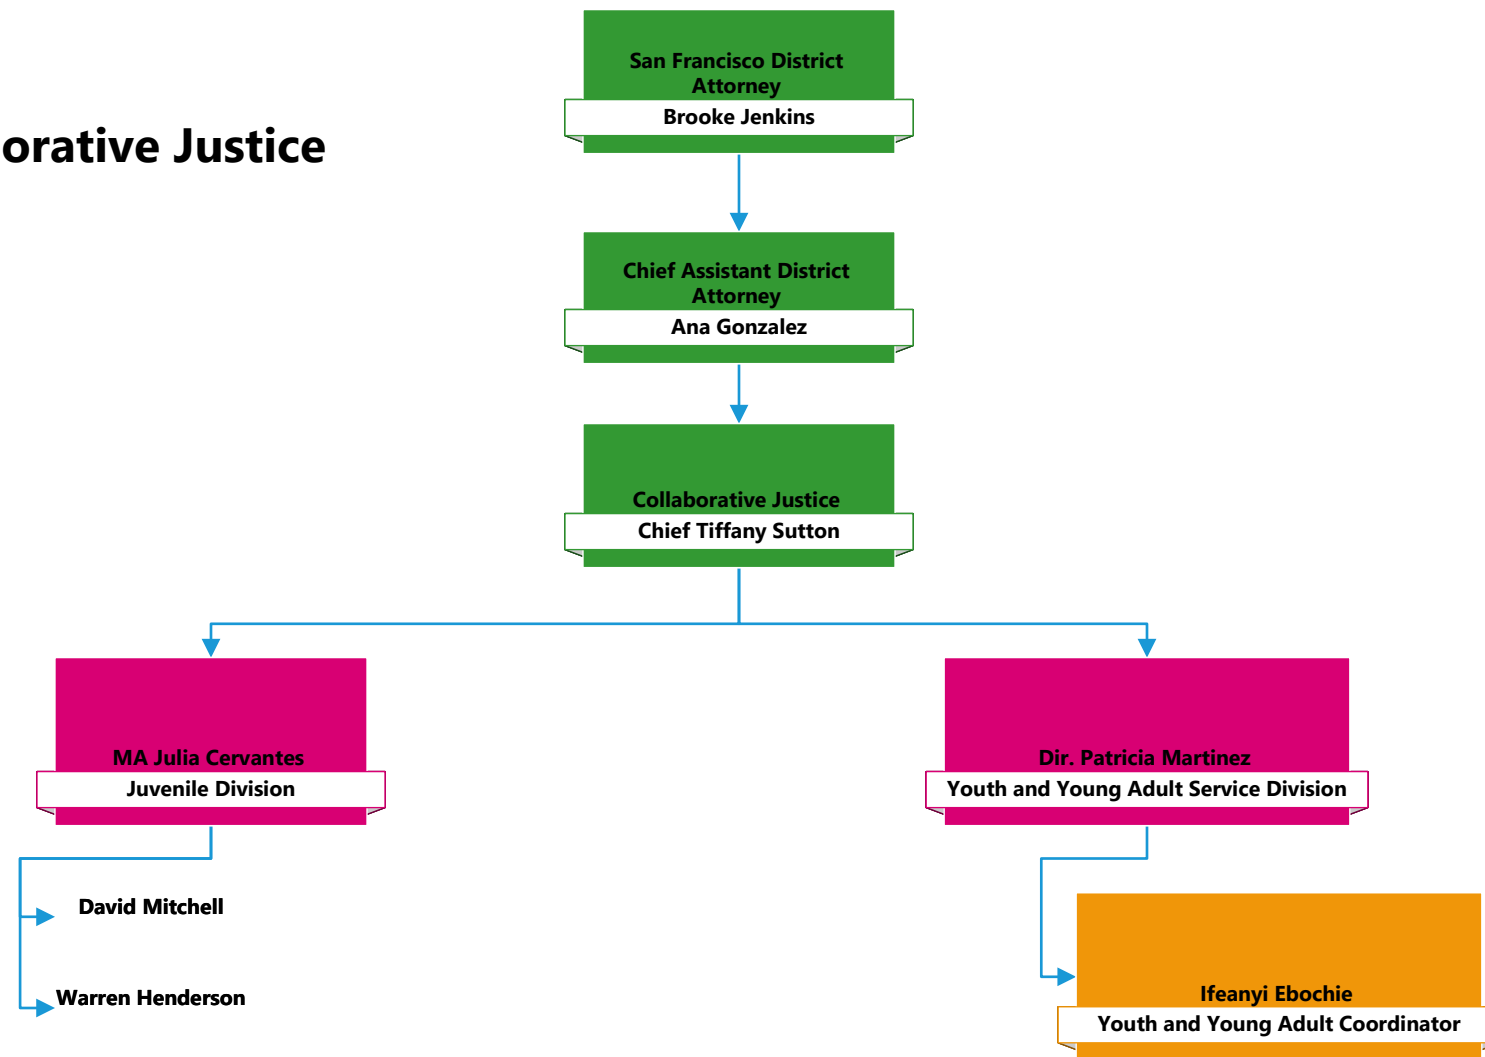 San Francisco District
Attorney
Brooke Jenkins
orative Justice
Chief Assistant District
Attorney
Ana Gonzalez
Collaborative Justice
Chief Tiffany Sutton
MA Julia Cervantes
Juvenile Division
Dir. Patricia Martinez
Youth and Young Adult Service Division
David Mitchell
Warren Henderson
Ifeanyi Ebochie
Youth and Young Adult Coordinator